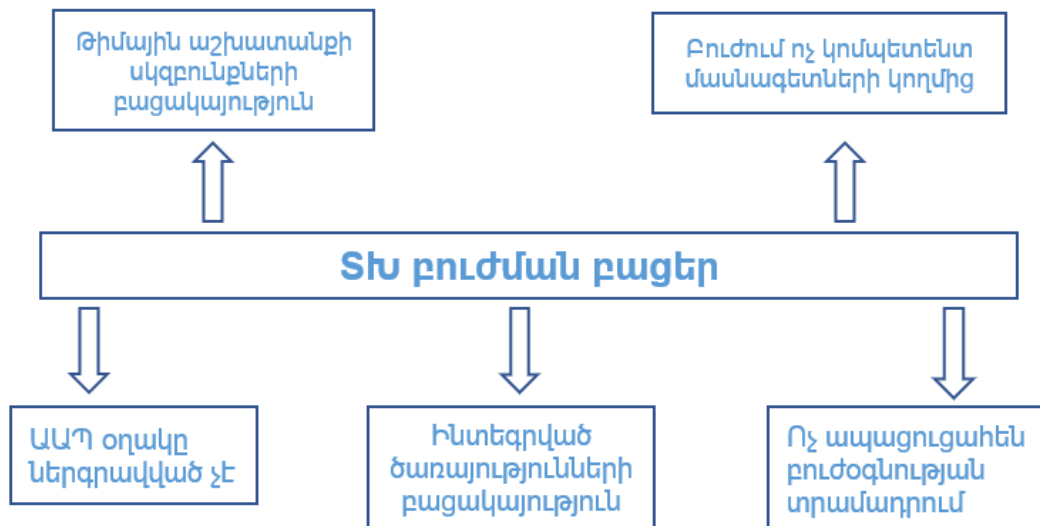 Թիմային աշխատանքի
սկզբունքների
բացակայություն
Բուժում ոչ կոմպետենտ
մասնագետների կողմից
ՏԽ բուժման բացեր
ԱԱՊ օղակը
ներգրավված չէ
Ինտեգրված
ծառայությունների
բացակայություն
Ոչ ապացուցահեն
բուժօգնության
տրամադրում